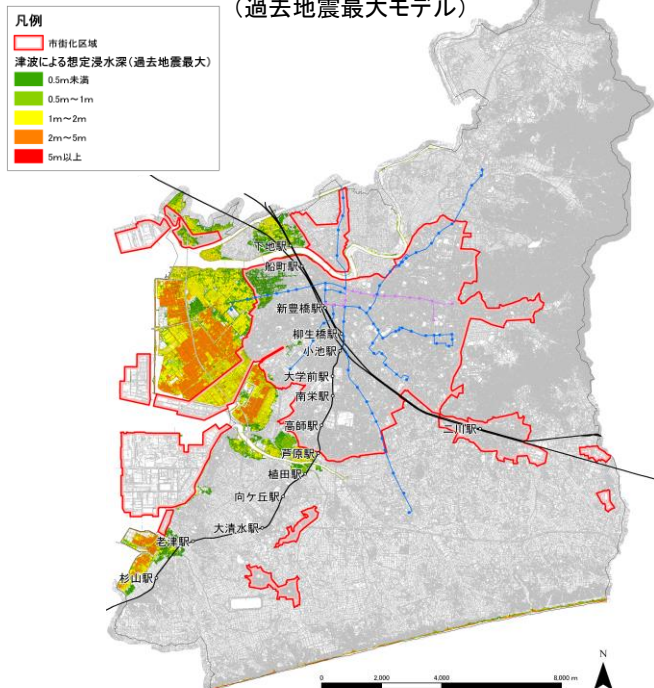 (過去地震最大モデル)
凡例
市街化区域
津波による想定浸水深(過去地震最大)
0.5m未満
0.5m～1m
1m～2m
2m～5m
5m以上
下地駅
船町駅
新豊橋駅
柳生橋駅
小池駅
大学前駅
南栄駅
高師駅
二川駅
芦原駅
植田駅
向ケ丘駅
大清水駅
老津駅
杉山駅
N
0 2,000 4,000 8,000 m